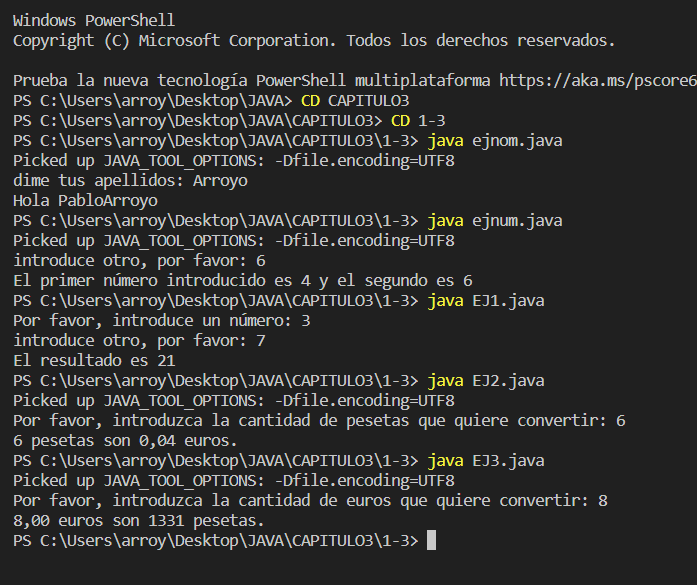 Windows PowerShell
Copyright (C) Microsoft Corporation. Todos los derechos reservados.
Prueba la nueva tecnología PowerShell multiplataforma https://aka.ms/pscore6
PS C:\Users\arroy\Desktop\JAVA> CD CAPITULO3
PS C:\Users\arroy\Desktop\JAVA\CAPITULO3> CD 1-3
PS C:\Users\arroy\Desktop\JAVA\CAPITULO3\1-3> java ejnom.java
Picked up JAVA_TOOL_OPTIONS: -Dfile.encoding=UTF8
dime tus apellidos: Arroyo
Hola PabloArroyo
PS C:\Users\arroy\Desktop\JAVA\CAPITULO3\1-3> java ejnum.java
Picked up JAVA_TOOL_OPTIONS: -Dfile.encoding=UTF8
introduce otro, por favor: 6
El primer número introducido es 4 y el segundo es 6
PS C:\Users\arroy\Desktop\JAVA\CAPITULO3\1-3> java EJ1.java
Por favor, introduce un número: 3
introduce otro, por favor: 7
El resultado es 21
PS C:\Users\arroy\Desktop\JAVA\CAPITULO3\1-3> java EJ2.java
Picked up JAVA_TOOL_OPTIONS: -Dfile.encoding=UTF8
Por favor, introduzca la cantidad de pesetas que quiere convertir: 6
6 pesetas son 0,04 euros.
PS C:\Users\arroy\Desktop\JAVA\CAPITULO3\1-3> java EJ3.java
Picked up JAVA_TOOL_OPTIONS: -Dfile.encoding=UTF8
Por favor, introduzca la cantidad de euros que quiere convertir: 8
8,00 euros son 1331 pesetas.
PS C:\Users\arroy\Desktop\JAVA\CAPITULO3\1-3>